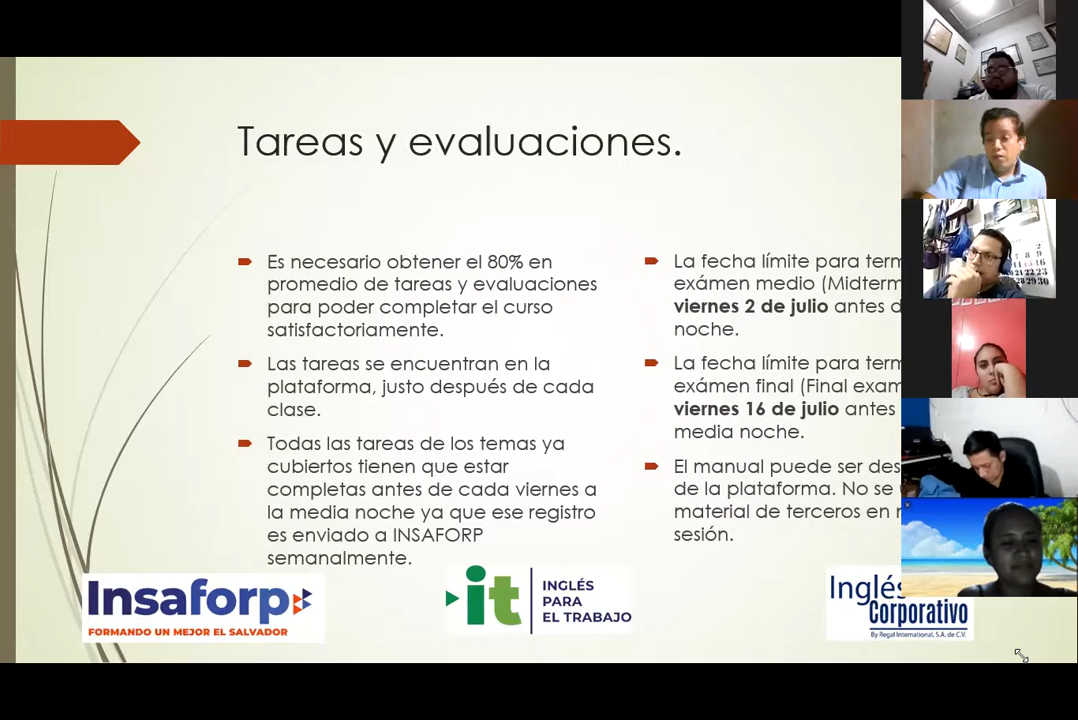 Tareas y evaluaciones.
Es necesario obtener el 80% en
promedio de tareas y evaluaciones
para poder completar el curso
satisfactoriamente.
Las tareas se encuentran en la
plataforma, justo después de cada
clase.
Todas las tareas de los temas ya
cubiertos tienen que estar
completas antes de cada viernes a
la media noche ya que ese registro
es enviado a INSAFORP
semanalmente.
La fecha límite para term
exámen medio (Midterm
viernes 2 de julio antes d
noche.
La fecha límite para term
exámen final (Final exam
viernes 16 de julio antes
media noche.
El manual puede ser des
de la plataforma. No se
material de terceros en
sesión.
Insaforp
FORMANDO UN MEJOR EL SALVADOR
it
INGLÉS
PARA
EL TRABAJO
Inglés
Corporativo
By Regal International, S.A. de C.V.